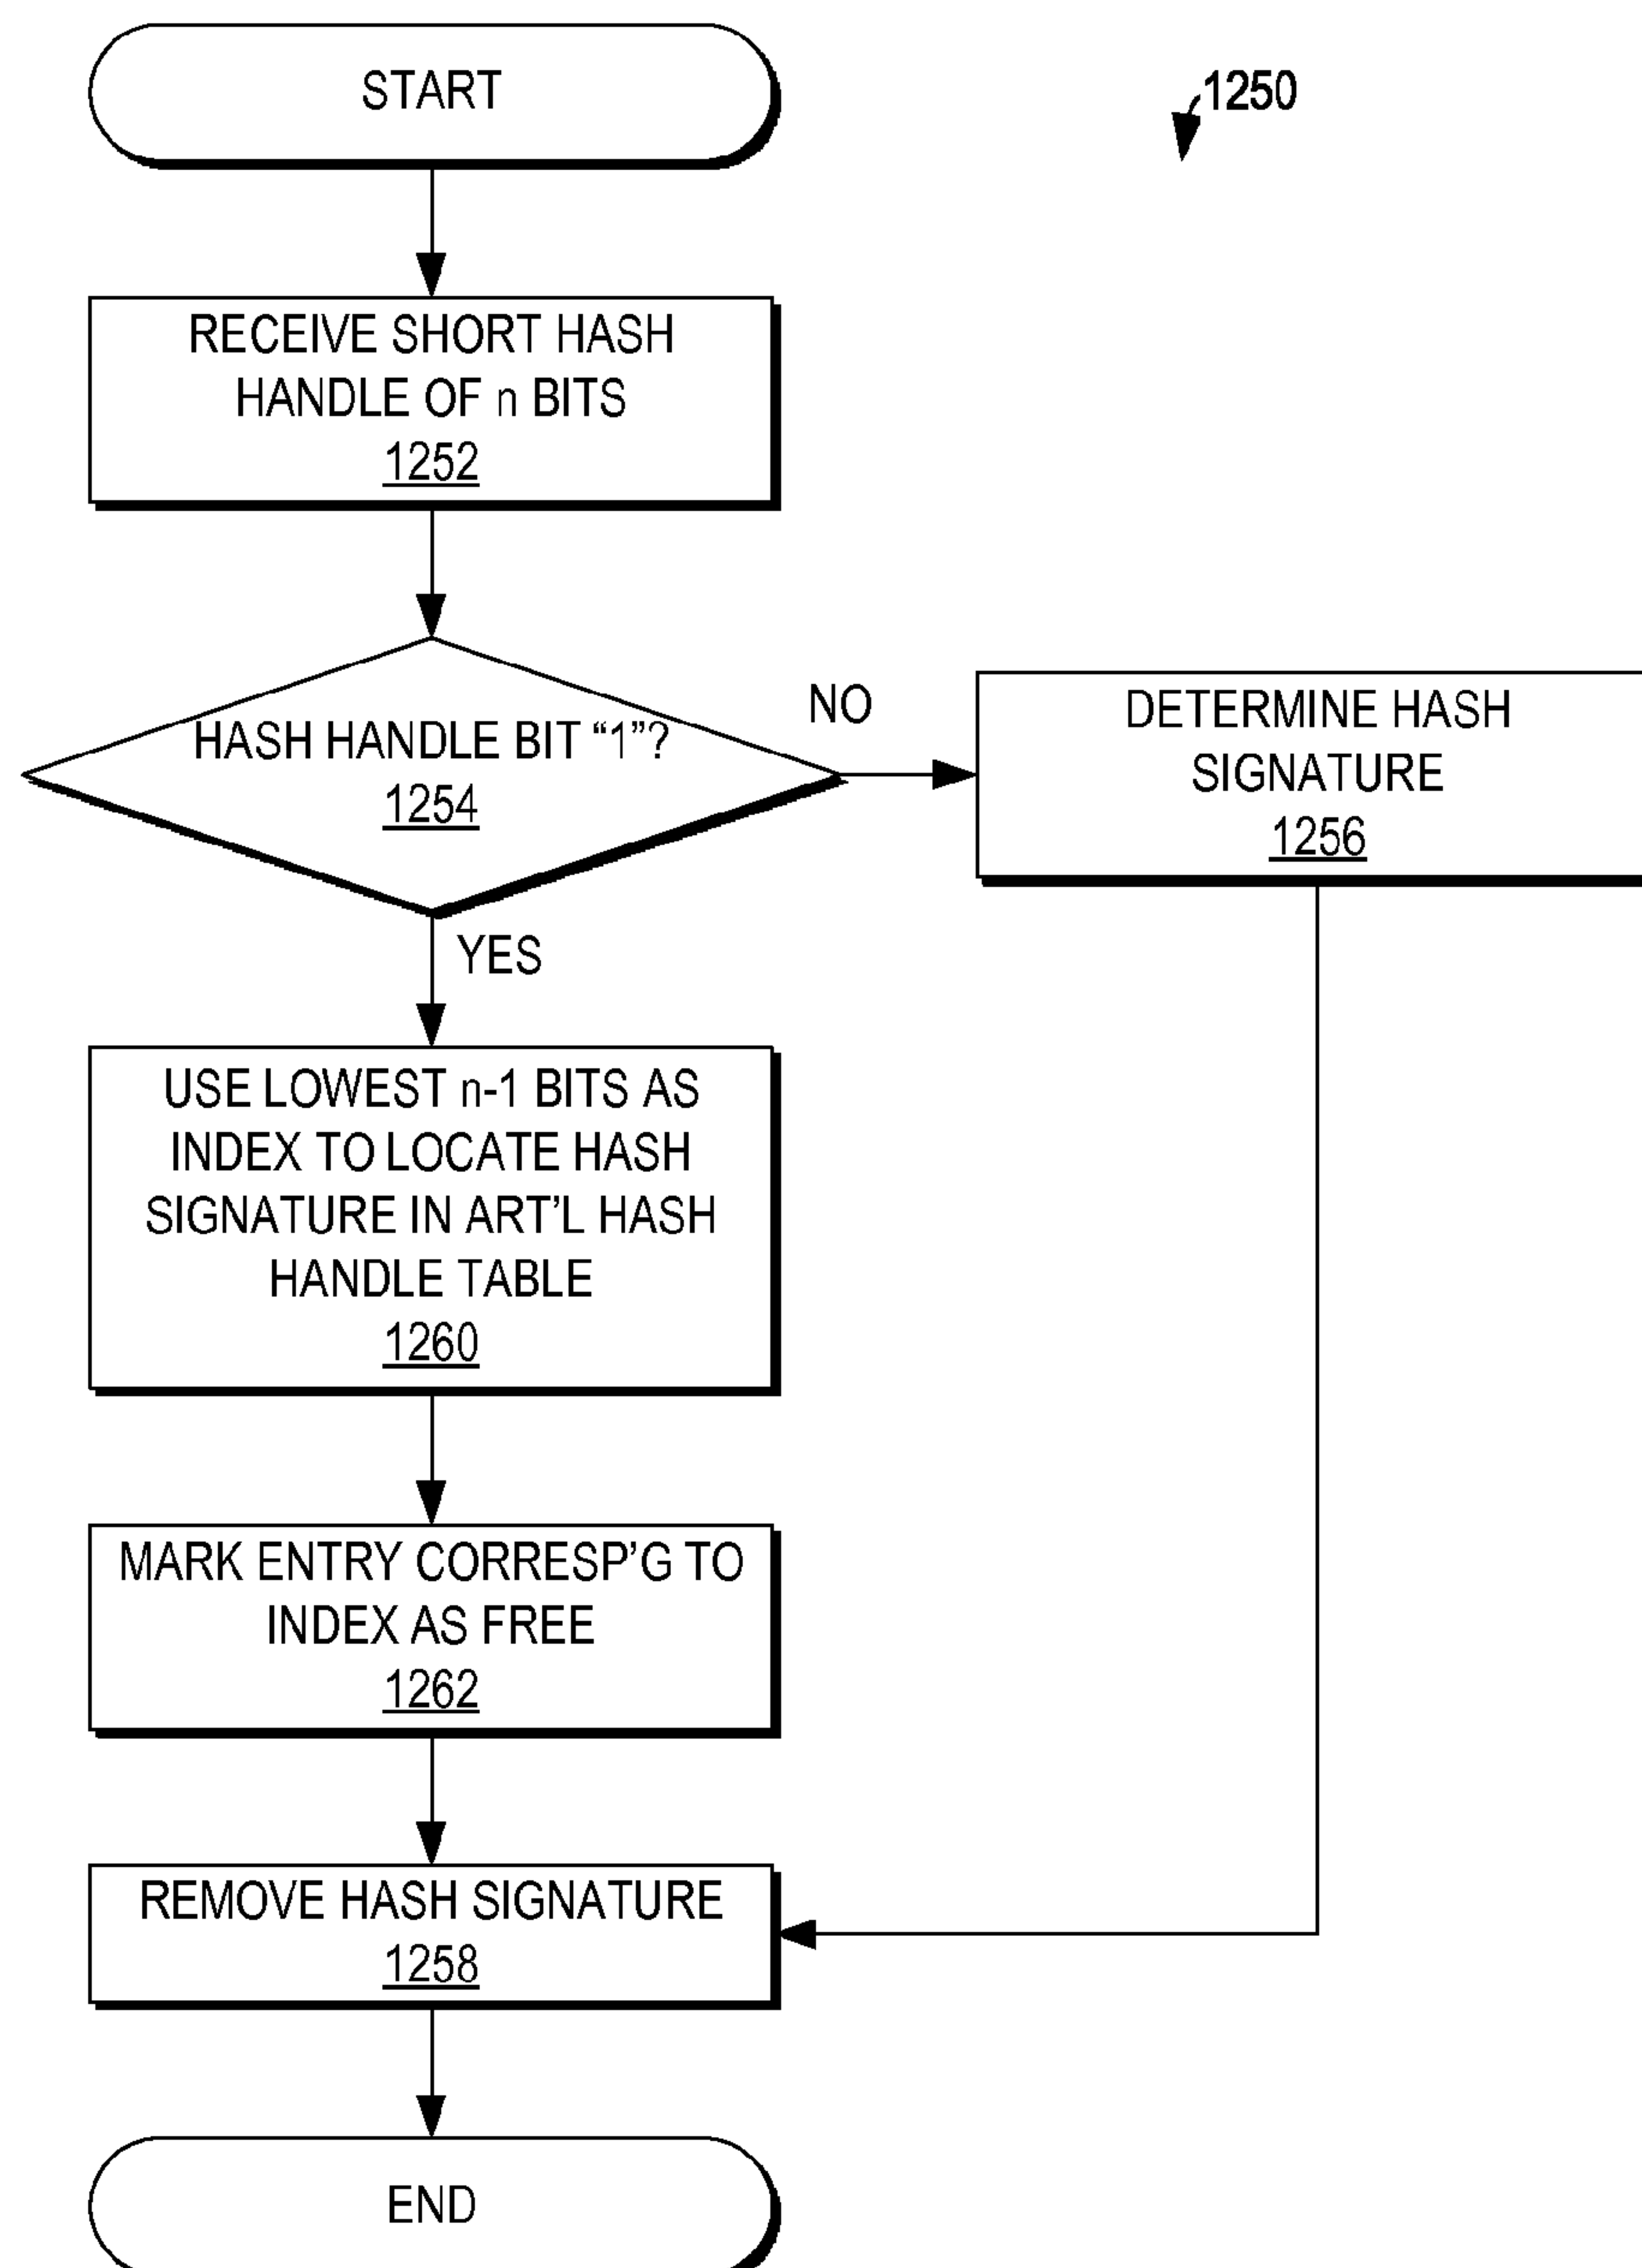 START
1250
RECEIVE SHORT HASH
HANDLE OF n BITS
1252
HASH HANDLE BIT “1”?
1254
NO
DETERMINE HASH
SIGNATURE
1256
YES
USE LOWEST n-1 BITS AS
INDEX TO LOCATE HASH
SIGNATURE IN ART’L HASH
HANDLE TABLE
1260
MARK ENTRY CORRESP’G TO
INDEX AS FREE
1262
REMOVE HASH SIGNATURE
1258
END